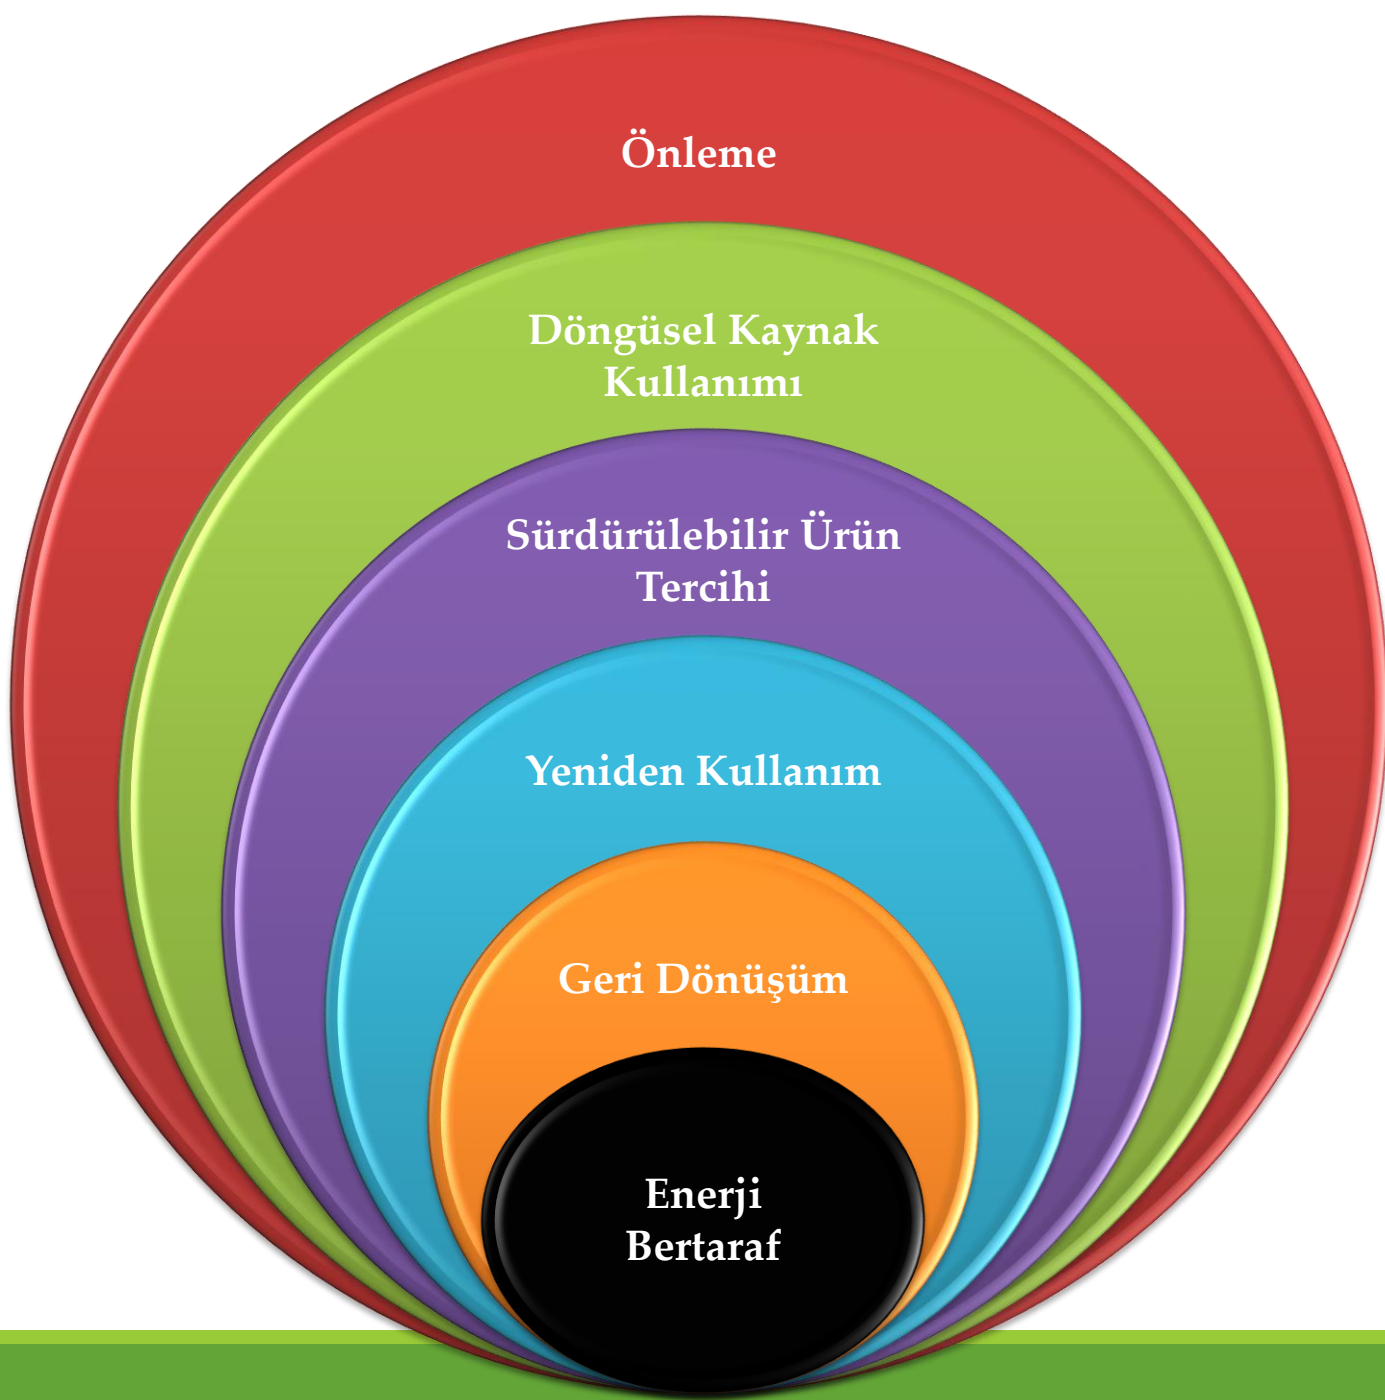 Önleme
Döngüsel Kaynak
Kullanımı
Sürdürülebilir Ürün
Tercihi
Yeniden Kullanım
Geri Dönüşüm
Enerji
Bertaraf